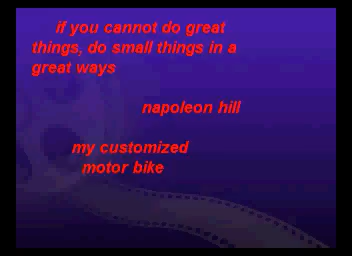 if you cannot do great
things, do small things in a
great ways
napoleon hill
my customized
motor bike